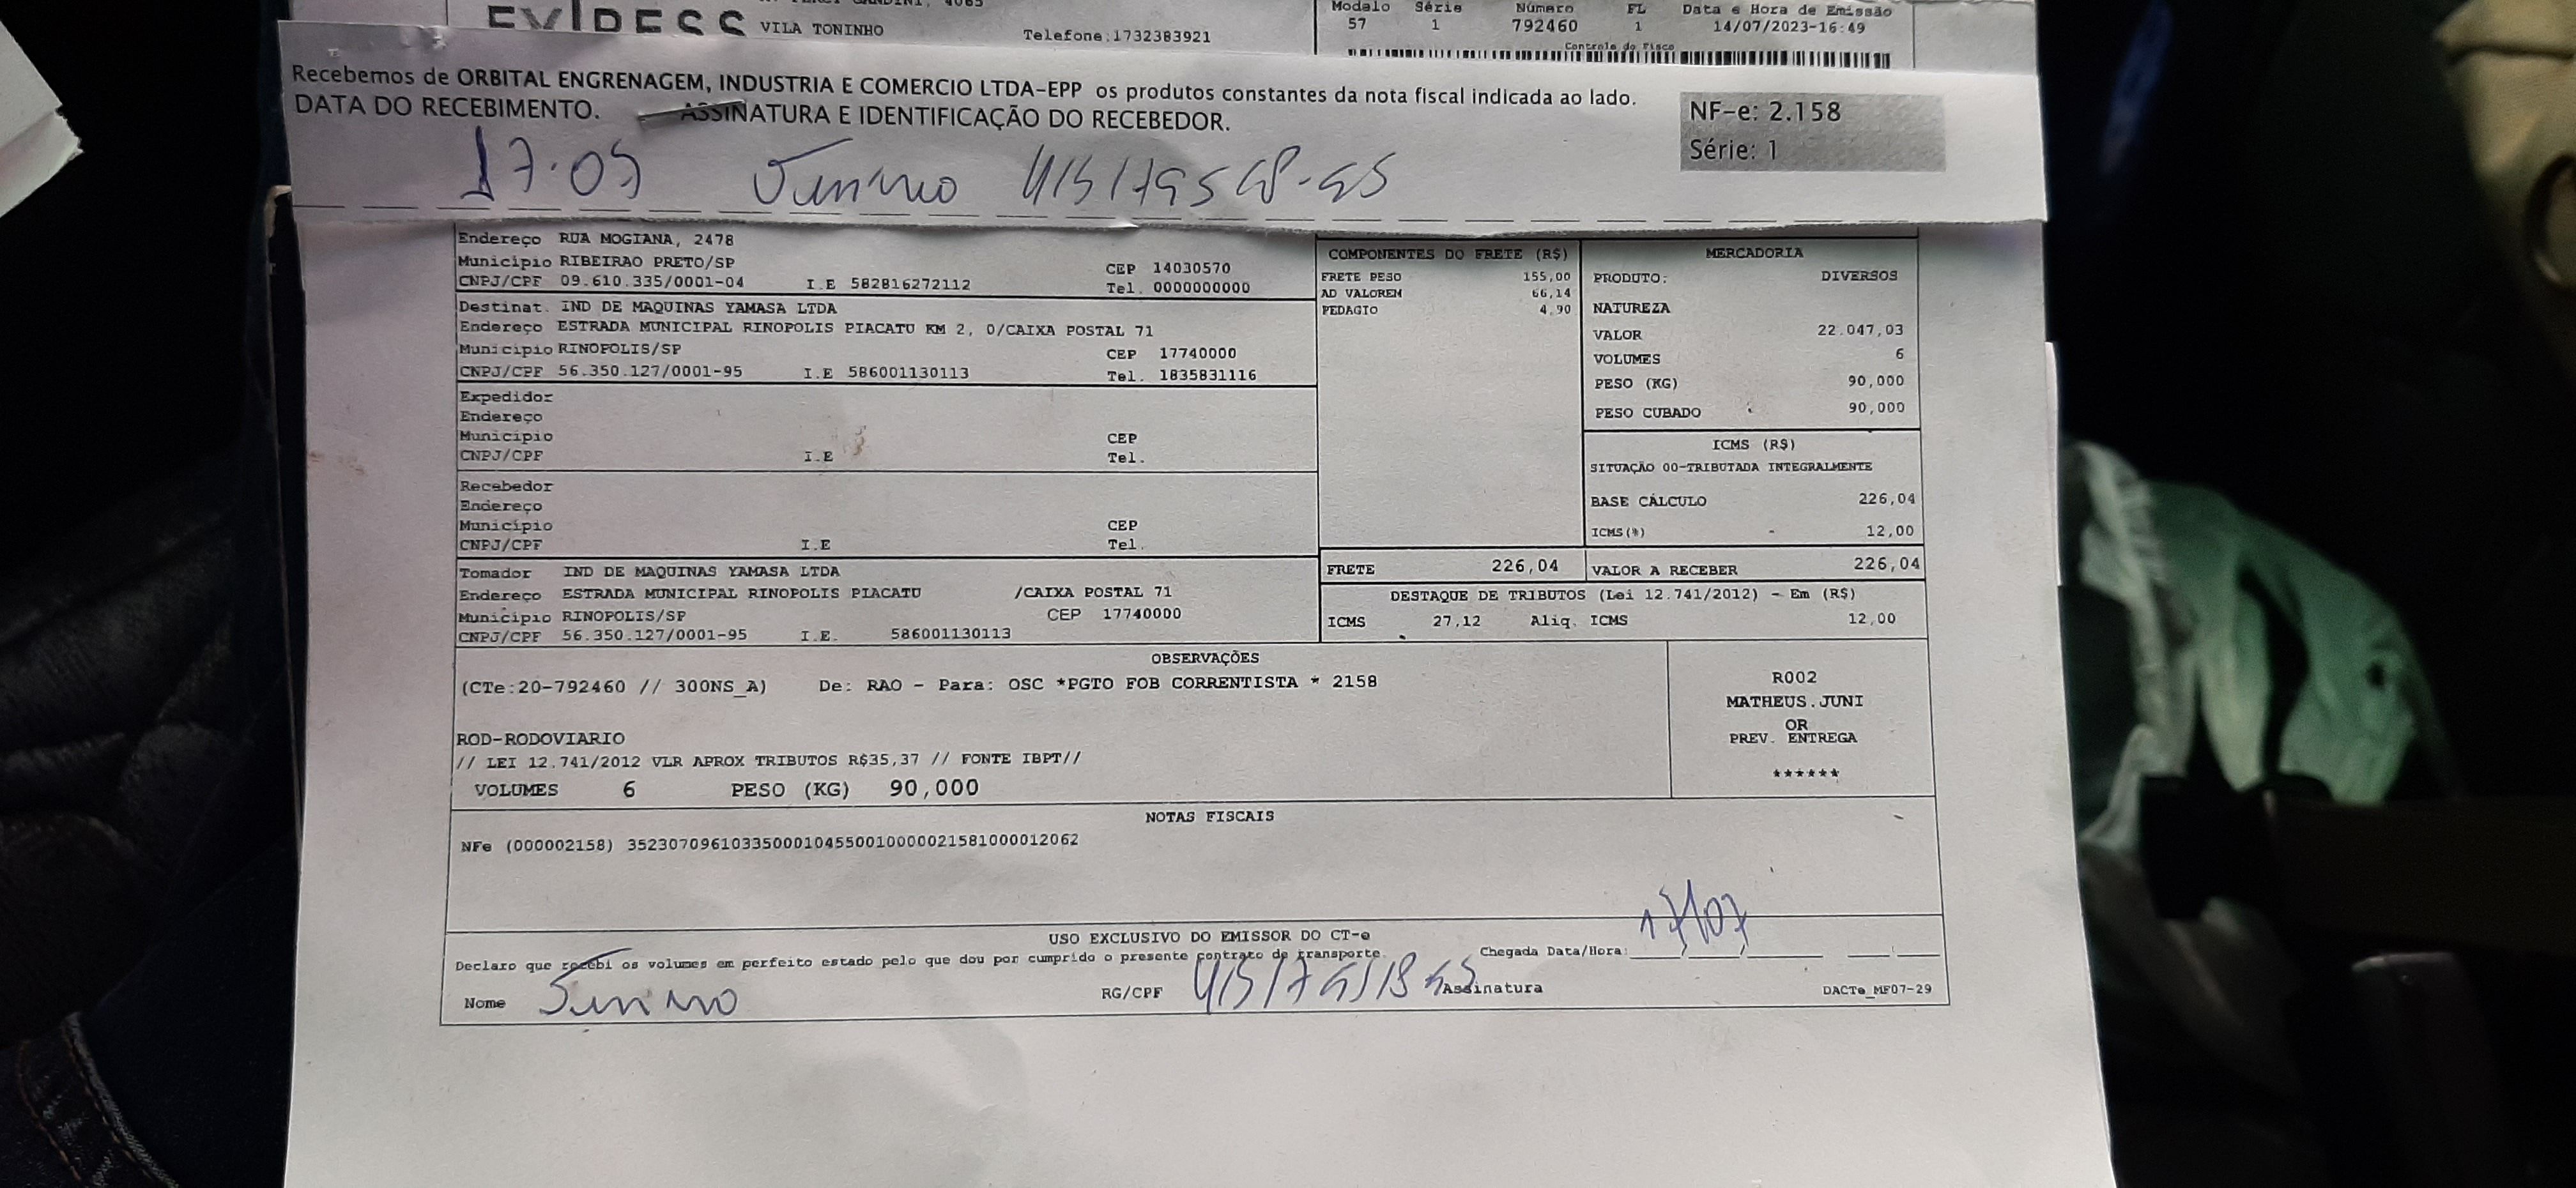 VILA TONINHO Telefone:1732383921
Modelo Série Número FL Data e Hora de Emissão
57 1 792460 1 14/07/2023-16:49
Controle do Fisco
Recebemos de ORBITAL ENGRENAGEM, INDUSTRIA E COMERCIO LTDA-EPP os produtos constantes da nota fiscal indicada ao lado.
DATA DO RECEBIMENTO. ASSINATURA E IDENTIFICAÇÃO DO RECEBEDOR.
NF-e: 2.158
Série: 1
Endereço RUA MOGIANA, 2478
Município RIBEIRAO PRETO/SP CEP 14030570
CNPJ/CPF 09.610.335/0001-04 I.E 582816272112 Tel. 0000000000
Destinat. IND DE MAQUINAS YAMASA LTDA
Endereço ESTRADA MUNICIPAL RINOPOLIS PIACATU KM 2, 0/CAIXA POSTAL 71
Município RINOPOLIS/SP CEP 17740000
CNPJ/CPF 56.350.127/0001-95 I.E 586001130113 Tel. 1835831116
Expedidor
Endereço
Município CEP
CNPJ/CPF I.E Tel.
Recebedor
Endereço
Município CEP
CNPJ/CPF I.E Tel.
Tomador IND DE MAQUINAS YAMASA LTDA
Endereço ESTRADA MUNICIPAL RINOPOLIS PIACATU /CAIXA POSTAL 71
Município RINOPOLIS/SP CEP 17740000
CNPJ/CPF 56.350.127/0001-95 I.E. 586001130113
COMPONENTES DO FRETE (R$)
FRETE PESO 155,00
AD VALOREM 66,14
PEDAGIO 4,90
FRETE 226,04
MERCADORIA
PRODUTO: DIVERSOS
NATUREZA
VALOR 22.047,03
VOLUMES 6
PESO (KG) 90,000
PESO CUBADO 90,000
ICMS (R$)
SITUAÇÃO 00-TRIBUTADA INTEGRALMENTE
BASE CÁLCULO 226,04
ICMS(%) 12,00
VALOR A RECEBER 226,04
DESTAQUE DE TRIBUTOS (Lei 12.741/2012) - Em (R$)
ICMS 27,12 Aliq. ICMS 12,00
OBSERVAÇÕES
(CTe:20-792460 // 300NS_A) De: RAO - Para: OSC *PGTO FOB CORRENTISTA * 2158
ROD-RODOVIARIO
// LEI 12.741/2012 VLR APROX TRIBUTOS R$35,37 // FONTE IBPT//
VOLUMES 6 PESO (KG) 90,000
R002
MATHEUS.JUNI
OR
PREV. ENTREGA
******
NOTAS FISCAIS
NFe (000002158) 35230709610335000104550010000021581000012062
USO EXCLUSIVO DO EMISSOR DO CT-e
Declaro que recebi os volumes em perfeito estado pelo que dou por cumprido o presente contrato de transporte. Chegada Data/Hora: 17/07
Nome RG/CPF Assinatura DACTe_MF07-29